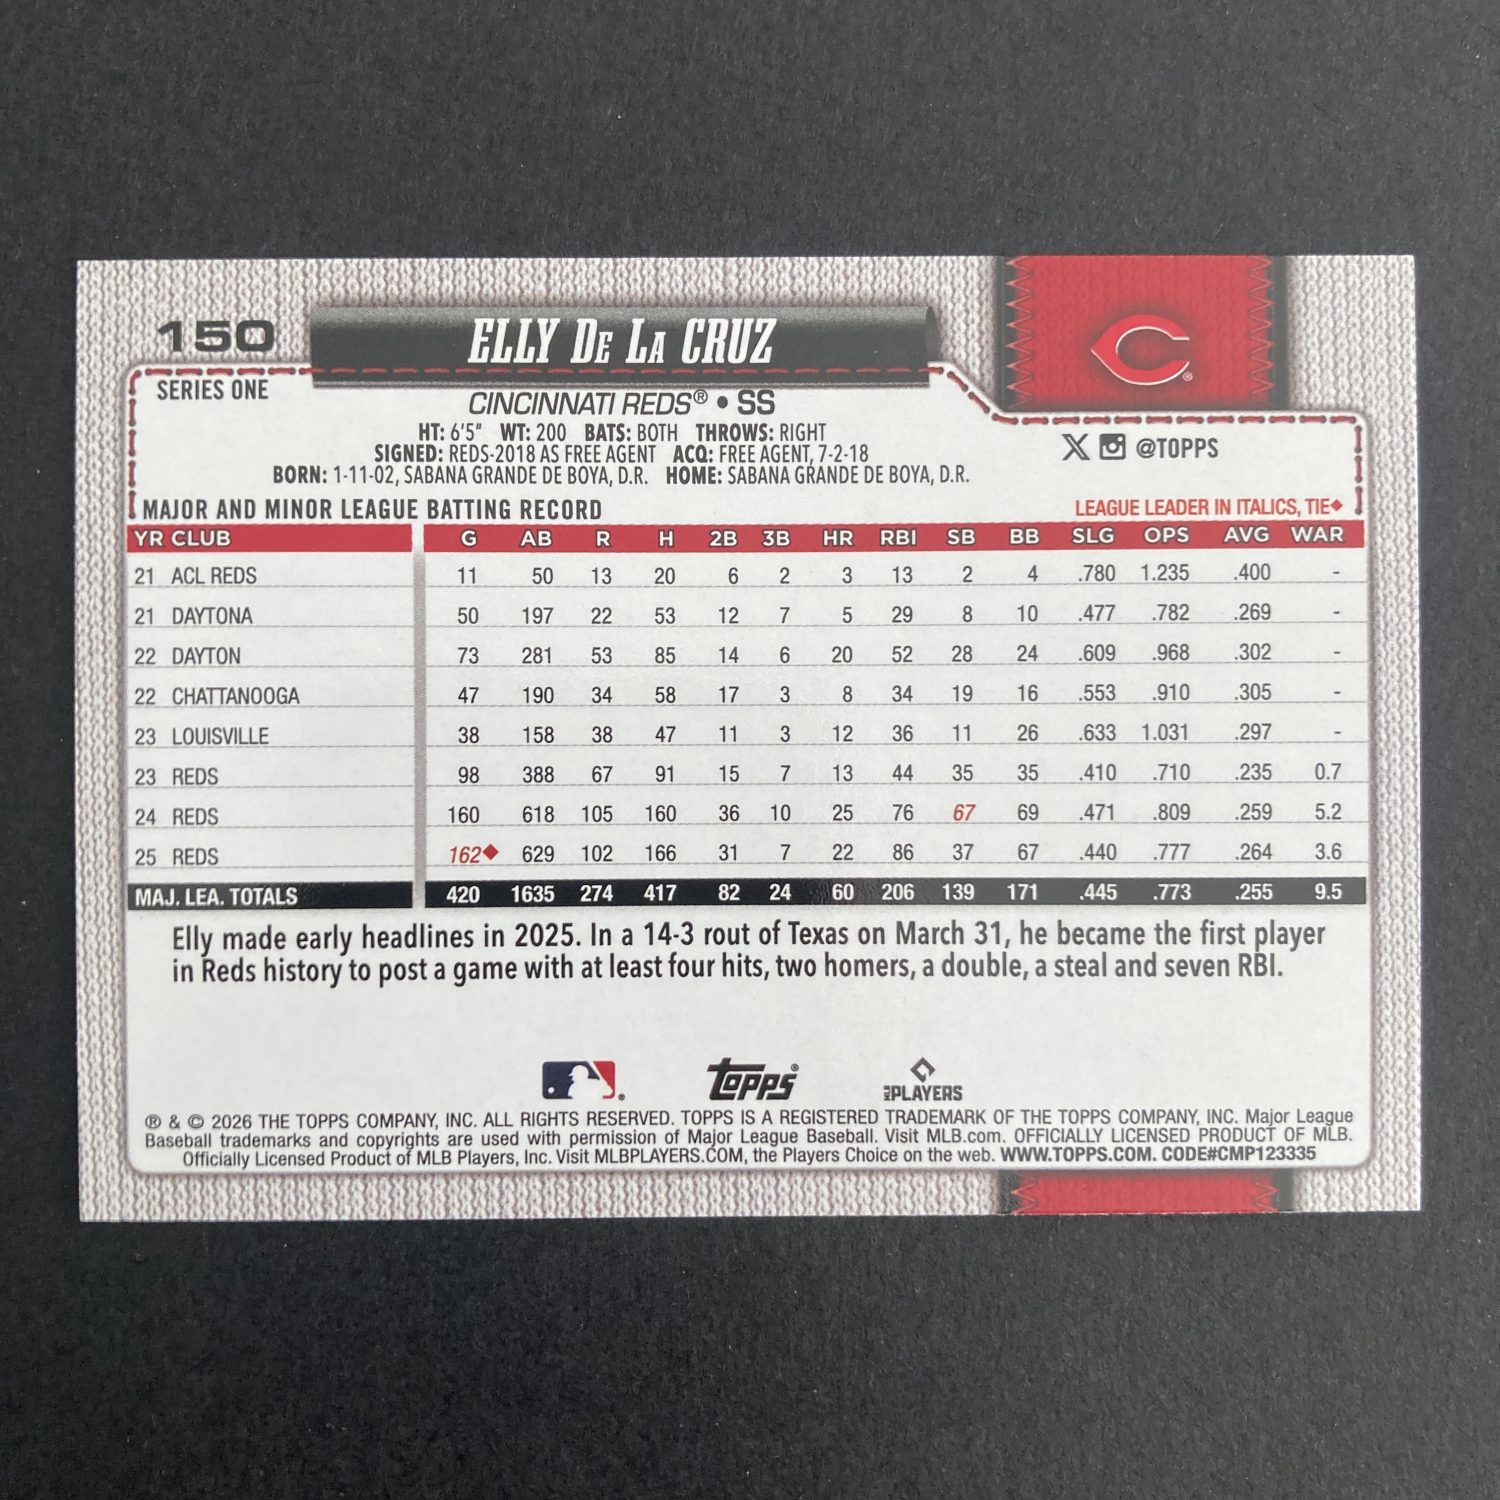 150
ELLY DE LA CRUZ
SERIES ONE
CINCINNATI REDS® • SS
HT: 6'5" WT: 200 BATS: BOTH THROWS: RIGHT
SIGNED: REDS-2018 AS FREE AGENT ACQ: FREE AGENT, 7-2-18
BORN: 1-11-02, SABANA GRANDE DE BOYA, D.R. HOME: SABANA GRANDE DE BOYA, D.R.
C®
X @TOPPS
MAJOR AND MINOR LEAGUE BATTING RECORD LEAGUE LEADER IN ITALICS, TIE◆
YR CLUB G AB R H 2B 3B HR RBI SB BB SLG OPS AVG WAR
21 ACL REDS 11 50 13 20 6 2 3 13 2 4 .780 1.235 .400 -
21 DAYTONA 50 197 22 53 12 7 5 29 8 10 .477 .782 .269 -
22 DAYTON 73 281 53 85 14 6 20 52 28 24 .609 .968 .302 -
22 CHATTANOOGA 47 190 34 58 17 3 8 34 19 16 .553 .910 .305 -
23 LOUISVILLE 38 158 38 47 11 3 12 36 11 26 .633 1.031 .297 -
23 REDS 98 388 67 91 15 7 13 44 35 35 .410 .710 .235 0.7
24 REDS 160 618 105 160 36 10 25 76 67 69 .471 .809 .259 5.2
25 REDS 162◆ 629 102 166 31 7 22 86 37 67 .440 .777 .264 3.6
MAJ. LEA. TOTALS 420 1635 274 417 82 24 60 206 139 171 .445 .773 .255 9.5
Elly made early headlines in 2025. In a 14-3 rout of Texas on March 31, he became the first player
in Reds history to post a game with at least four hits, two homers, a double, a steal and seven RBI.
Topps®
MLB PLAYERS
® & © 2026 THE TOPPS COMPANY, INC. ALL RIGHTS RESERVED. TOPPS IS A REGISTERED TRADEMARK OF THE TOPPS COMPANY, INC. Major League
Baseball trademarks and copyrights are used with permission of Major League Baseball. Visit MLB.com. OFFICIALLY LICENSED PRODUCT OF MLB.
Officially Licensed Product of MLB Players, Inc. Visit MLBPLAYERS.COM, the Players Choice on the web. WWW.TOPPS.COM. CODE#CMP123335